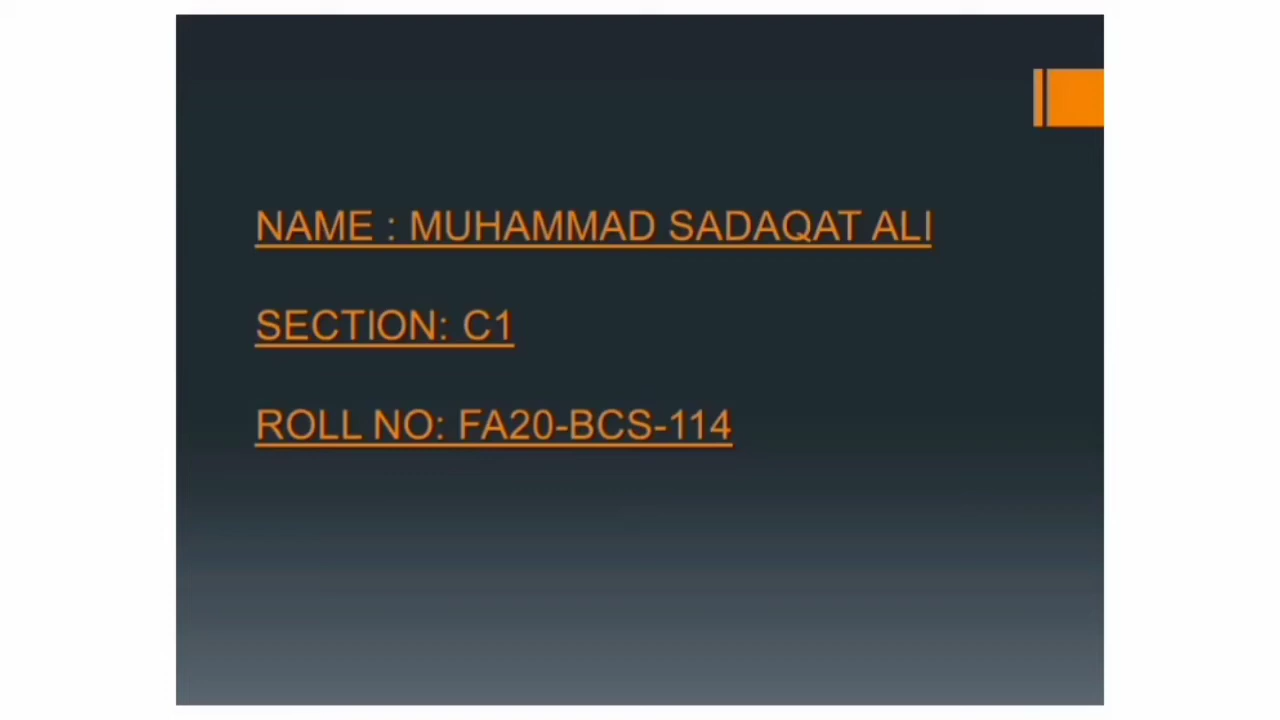 NAME : MUHAMMAD SADAQAT ALI
SECTION: C1
ROLL NO: FA20-BCS-114